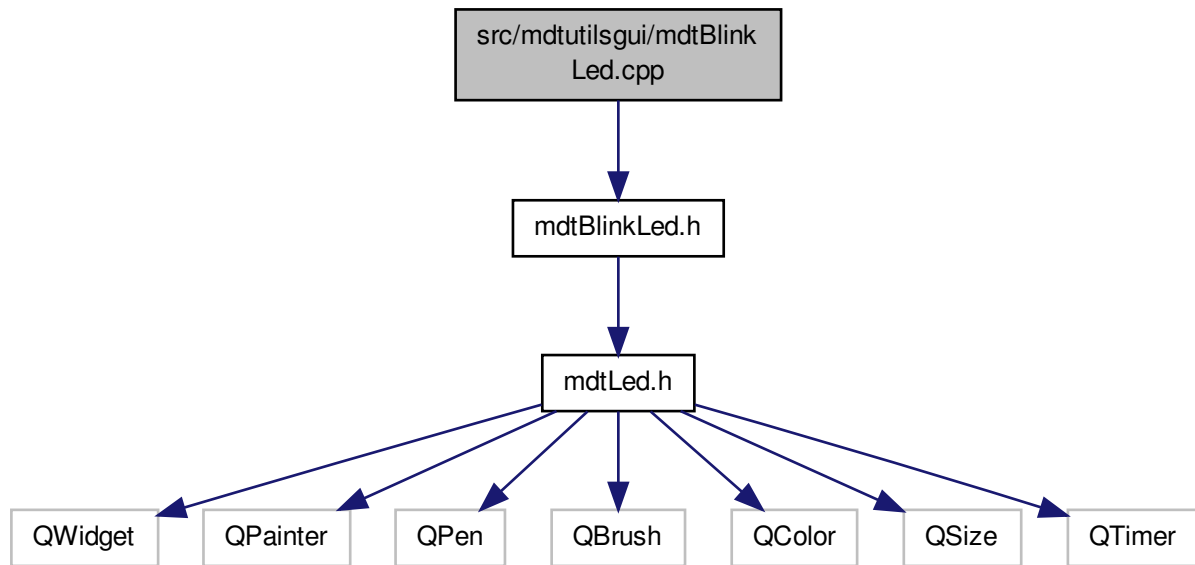 src/mdtutilsgui/mdtBlink
Led.cpp
mdtBlinkLed.h
mdtLed.h
QWidget
QPainter
QPen
QBrush
QColor
QSize
QTimer